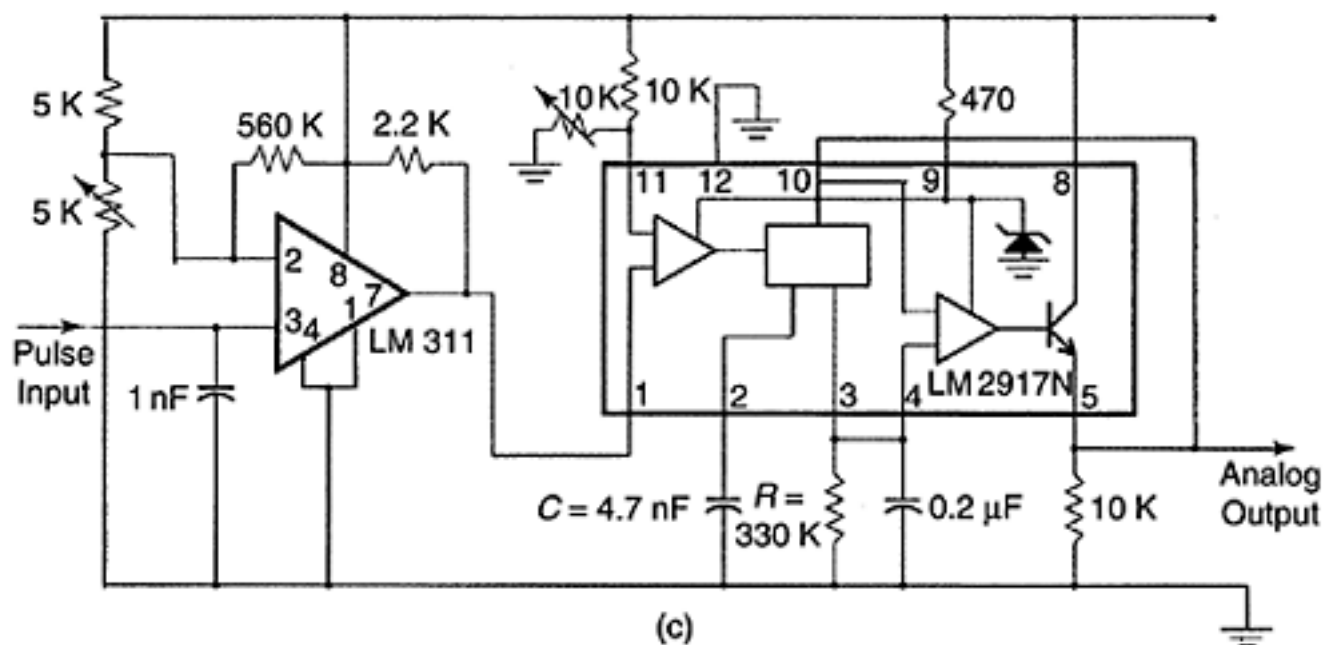 5 K
5 K
560 K
2.2 K
10 K
10 K
470
2
8
1
7
3
4
LM 311
Pulse
Input
1 nF
11
12
10
9
8
LM 2917N
1
2
3
4
5
C = 4.7 nF
R =
330 K
0.2 µF
10 K
Analog
Output
(c)